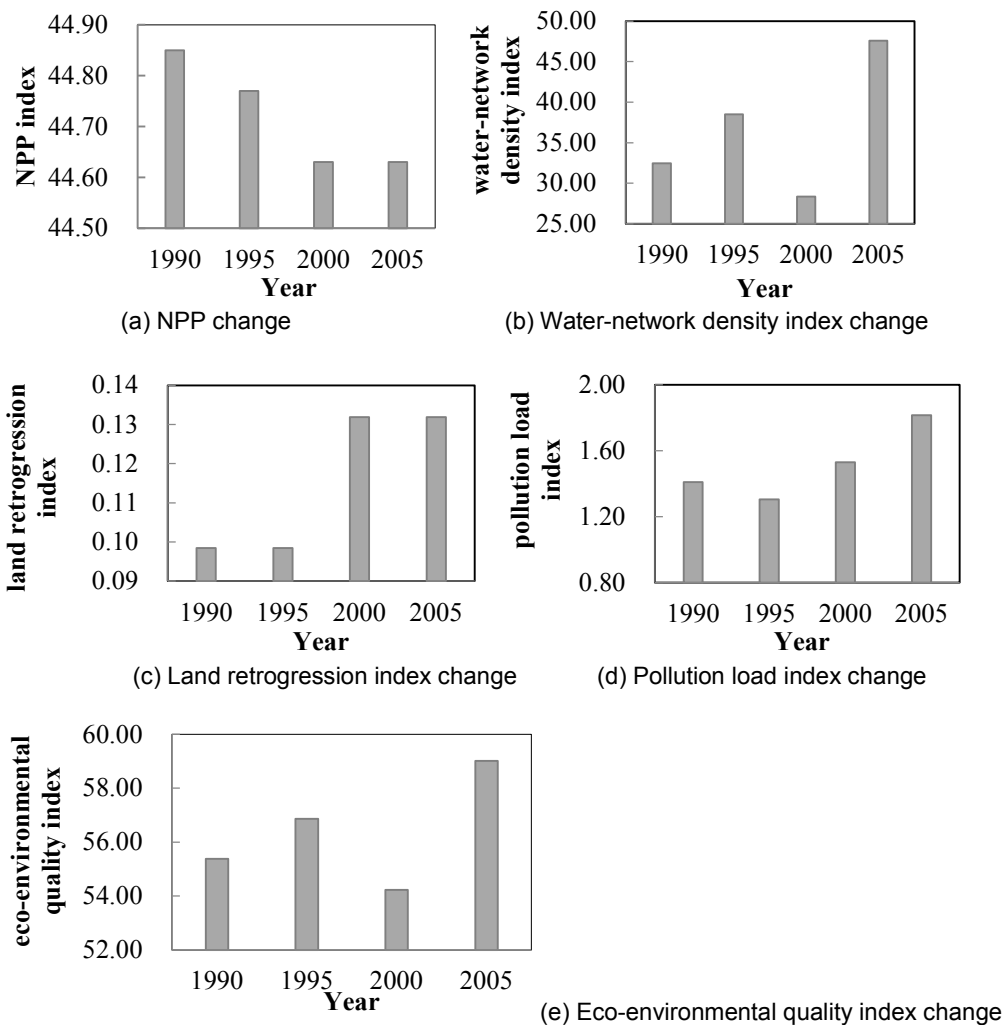 44.90
44.80
44.70
44.60
44.50
NPP index
1990 1995 2000 2005
Year
(a) NPP change
50.00
45.00
40.00
35.00
30.00
25.00
water-network
density index
1990 1995 2000 2005
Year
(b) Water-network density index change
0.14
0.13
0.12
0.11
0.10
0.09
land retrogression
index
1990 1995 2000 2005
Year
(c) Land retrogression index change
2.00
1.60
1.20
0.80
pollution load
index
1990 1995 2000 2005
Year
(d) Pollution load index change
60.00
58.00
56.00
54.00
52.00
eco-environmental
quality index
1990 1995 2000 2005
Year
(e) Eco-environmental quality index change